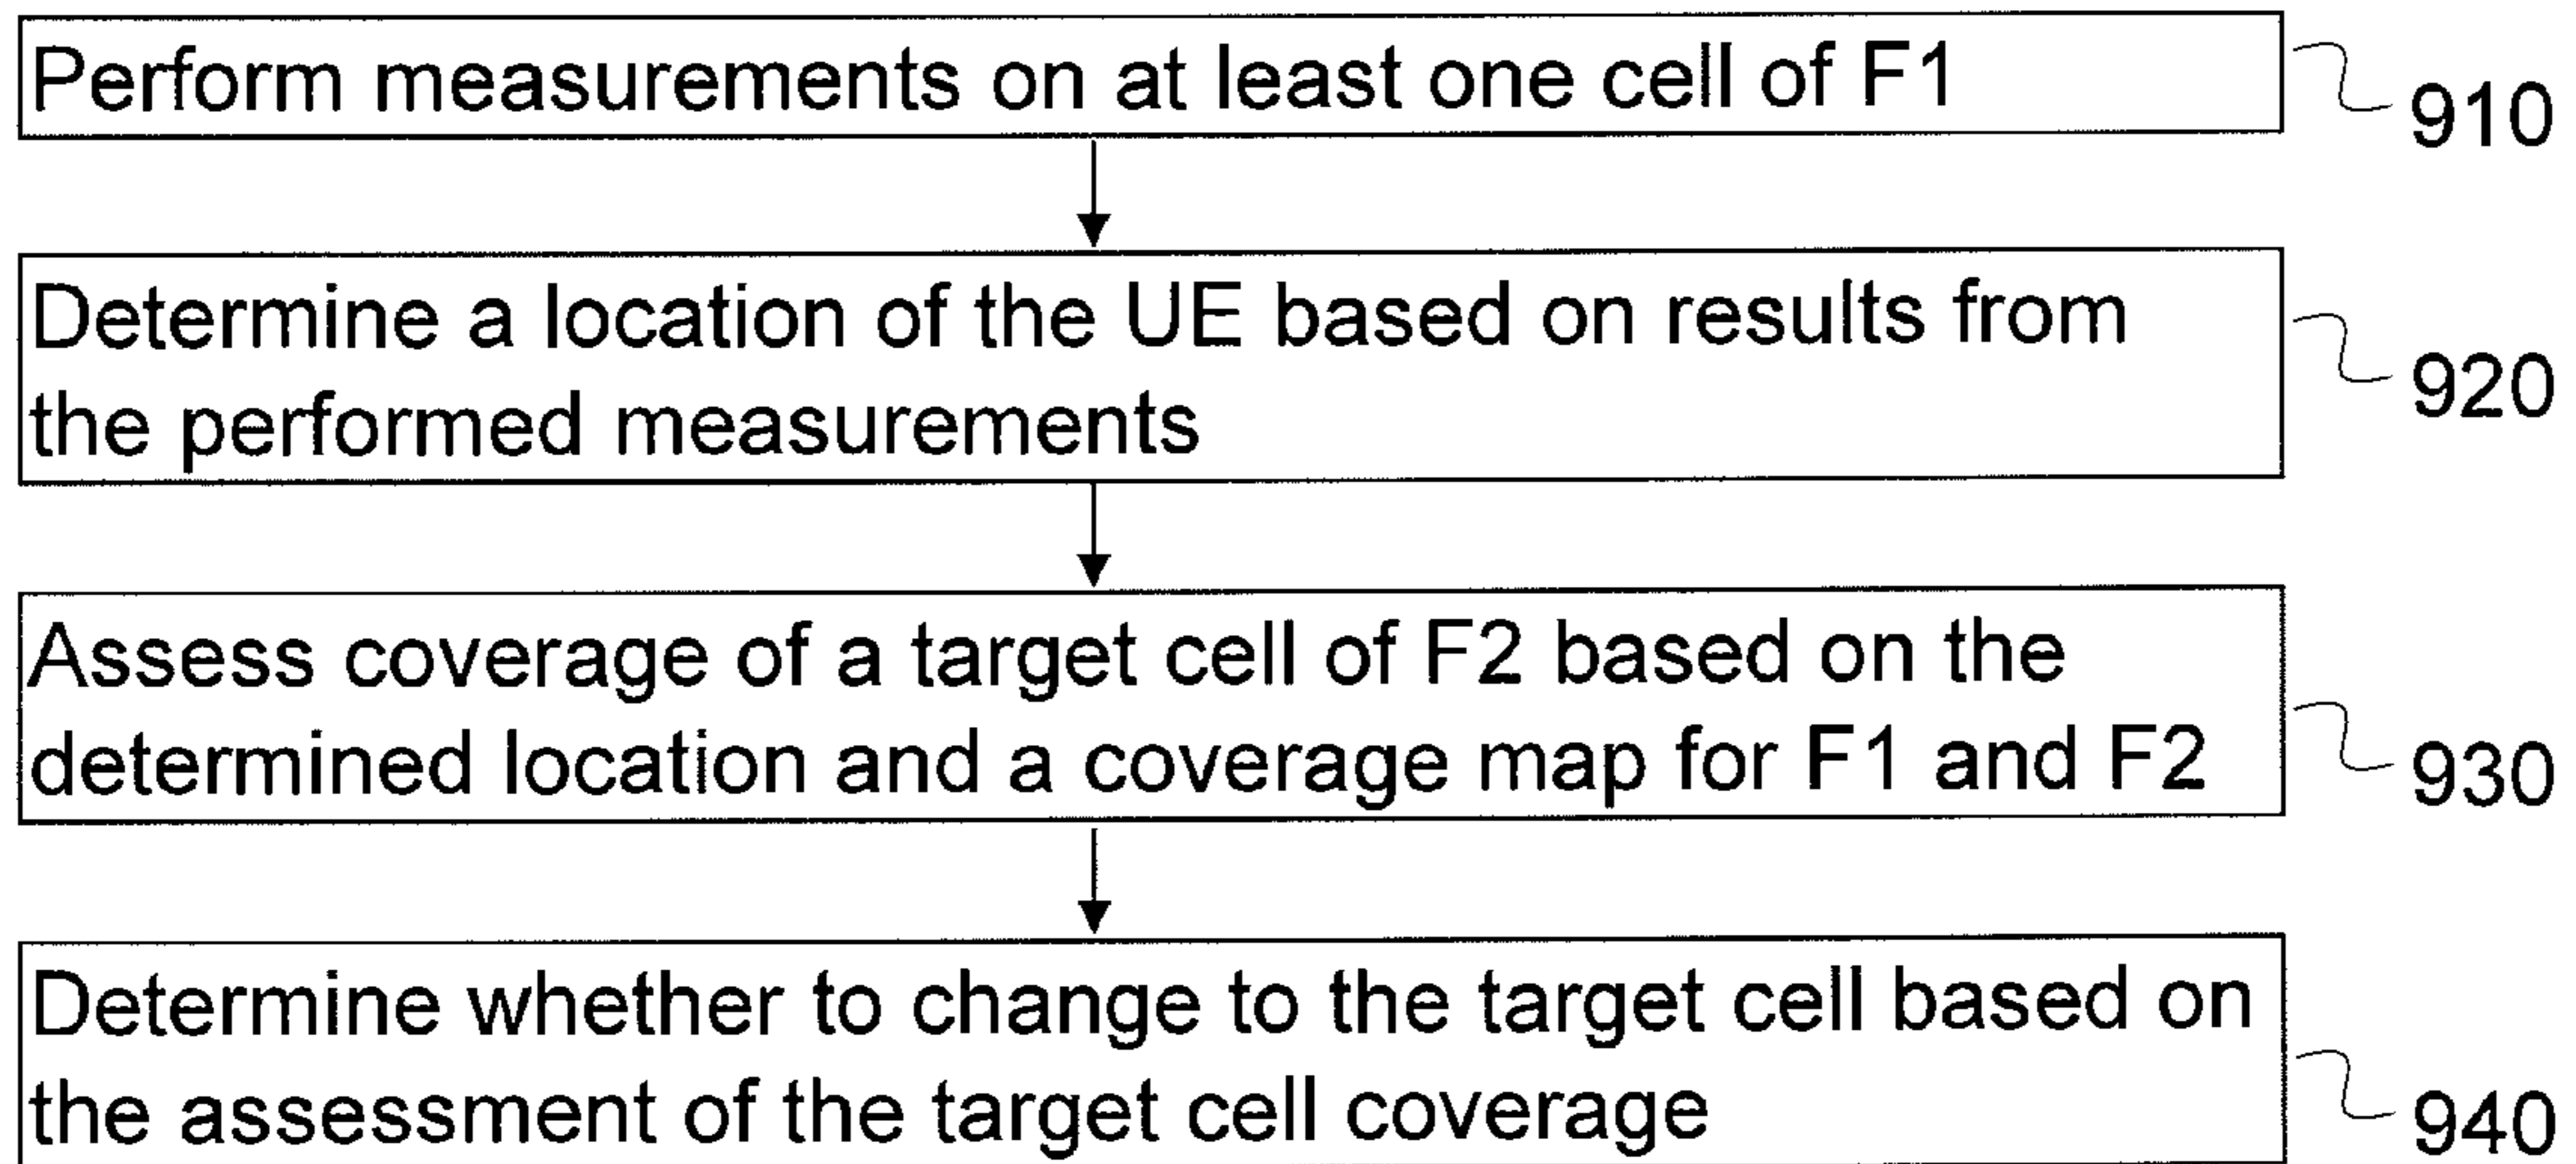 Perform measurements on at least one cell of F1
910
Determine a location of the UE based on results from
the performed measurements
920
Assess coverage of a target cell of F2 based on the
determined location and a coverage map for F1 and F2
930
Determine whether to change to the target cell based on
the assessment of the target cell coverage
940